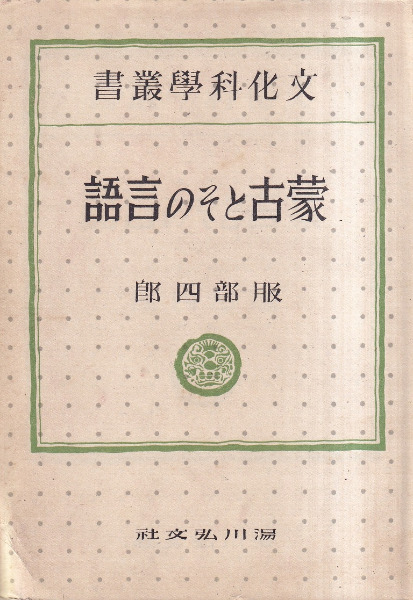 文化科學叢書
蒙古とその言語
服部四郎
湯川弘文社